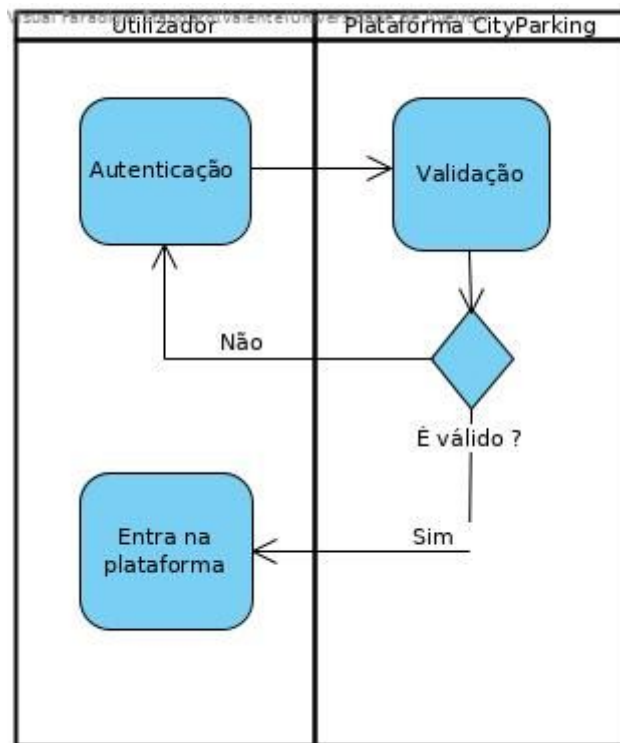 Utilizador
Plataforma CityParking
Autenticação
Validação
Não
É válido ?
Entra na
plataforma
Sim